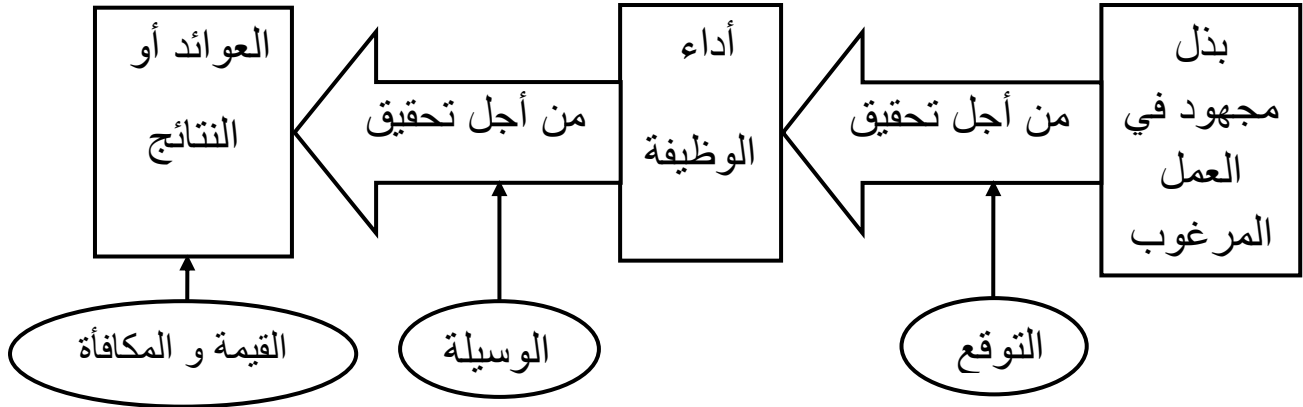 بذل
مجهود في
العمل
المرغوب
من أجل تحقيق
أداء
الوظيفة
من أجل تحقيق
العوائد أو
النتائج
التوقع
الوسيلة
القيمة و المكافأة